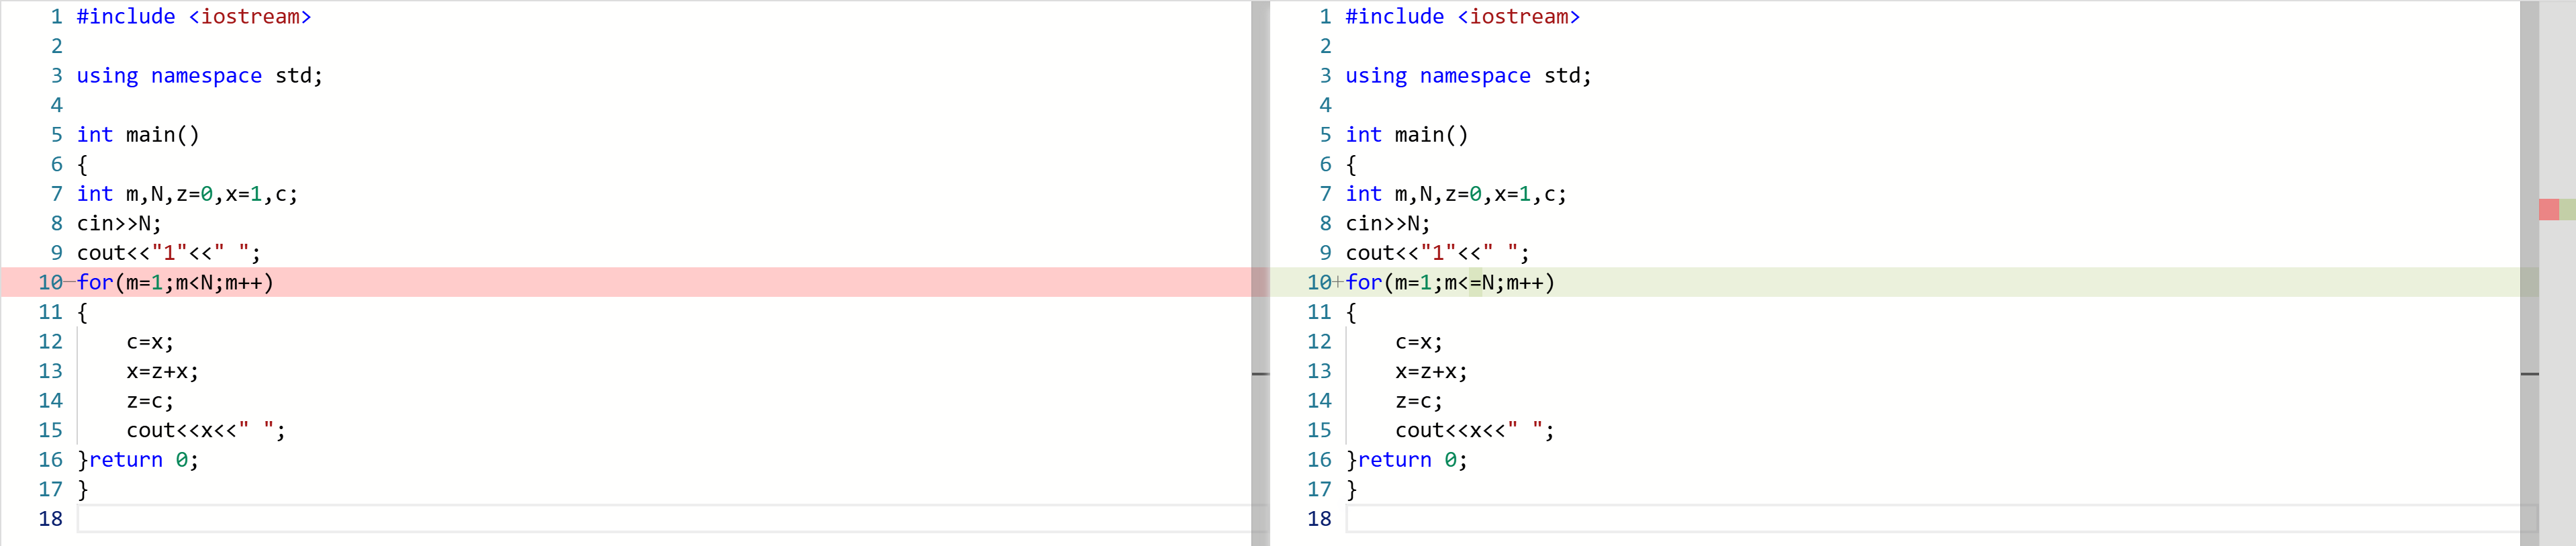 1 #include <iostream>
2
3 using namespace std;
4
5 int main()
6 {
7 int m,N,z=0,x=1,c;
8 cin>>N;
9 cout<<"1"<<" ";
10 for(m=1;m<N;m++)
11 {
12     c=x;
13     x=z+x;
14     z=c;
15     cout<<x<<" ";
16 }return 0;
17 }
18
1 #include <iostream>
2
3 using namespace std;
4
5 int main()
6 {
7 int m,N,z=0,x=1,c;
8 cin>>N;
9 cout<<"1"<<" ";
10+for(m=1;m<=N;m++)
11 {
12     c=x;
13     x=z+x;
14     z=c;
15     cout<<x<<" ";
16 }return 0;
17 }
18